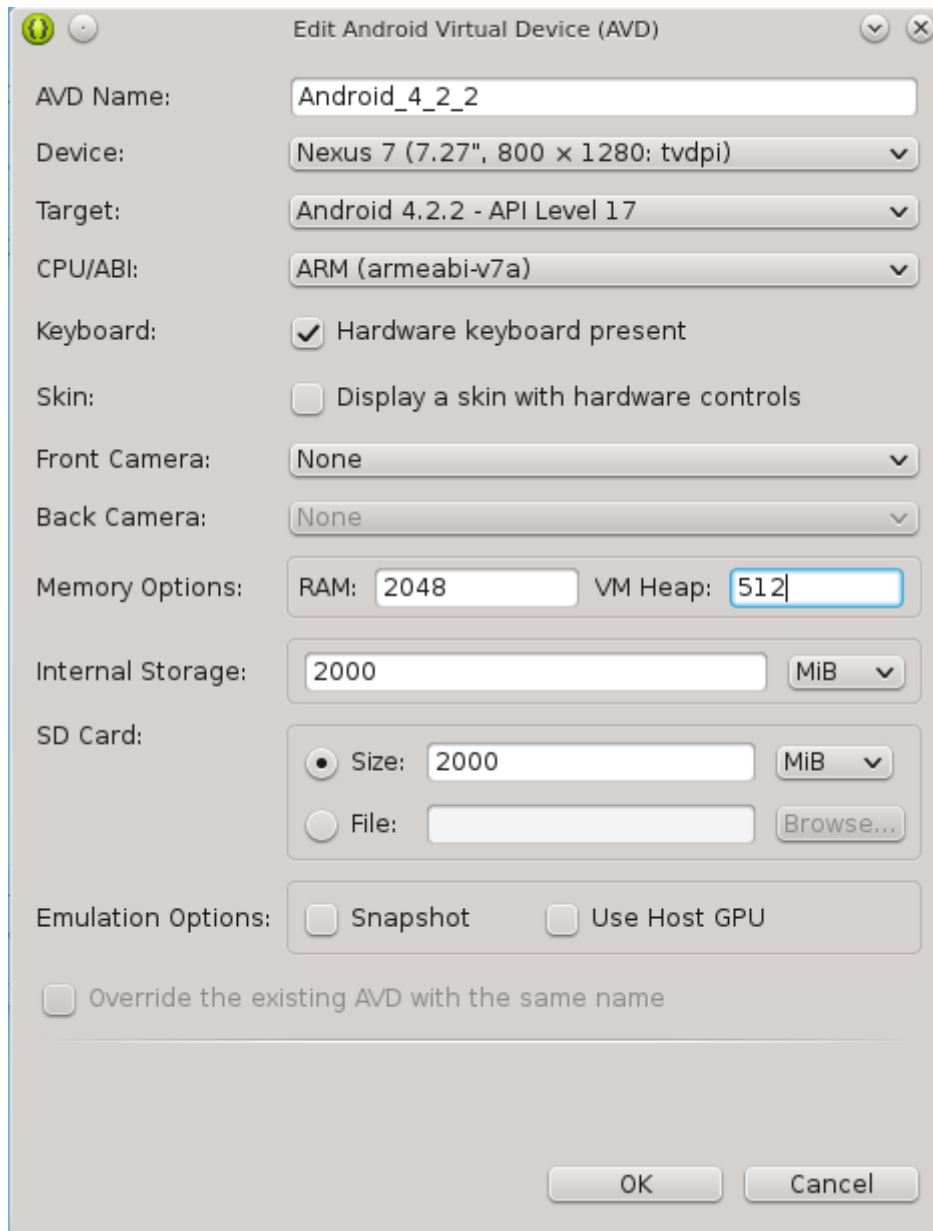 Edit Android Virtual Device (AVD)
AVD Name: Android_4_2_2
Device: Nexus 7 (7.27", 800 × 1280: tvdpi)
Target: Android 4.2.2 - API Level 17
CPU/ABI: ARM (armeabi-v7a)
Keyboard: Hardware keyboard present
Skin: Display a skin with hardware controls
Front Camera: None
Back Camera: None
Memory Options: RAM: 2048 VM Heap: 512
Internal Storage: 2000 MiB
SD Card:
Size: 2000 MiB
File: Browse...
Emulation Options: Snapshot Use Host GPU
Override the existing AVD with the same name
OK Cancel